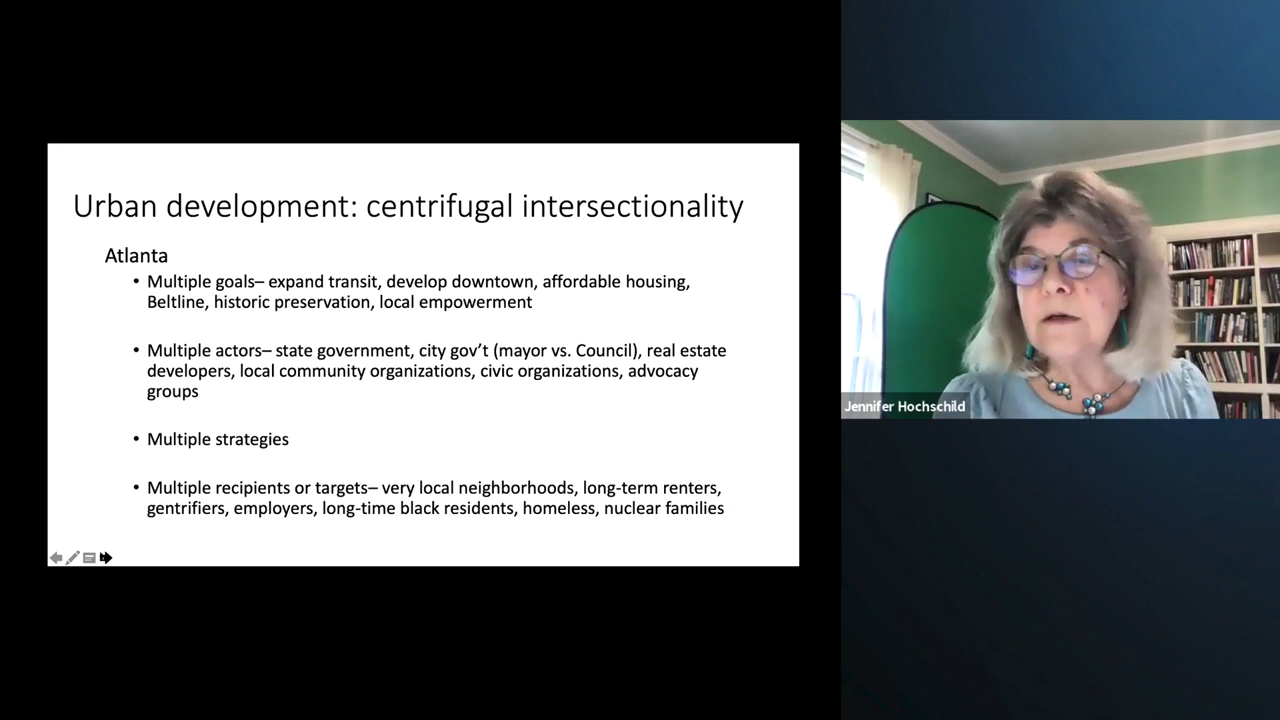 Urban development: centrifugal intersectionality
Atlanta
• Multiple goals– expand transit, develop downtown, affordable housing,
Beltline, historic preservation, local empowerment
• Multiple actors– state government, city gov’t (mayor vs. Council), real estate
developers, local community organizations, civic organizations, advocacy
groups
• Multiple strategies
• Multiple recipients or targets– very local neighborhoods, long-term renters,
gentrifiers, employers, long-time black residents, homeless, nuclear families
Jennifer Hochschild